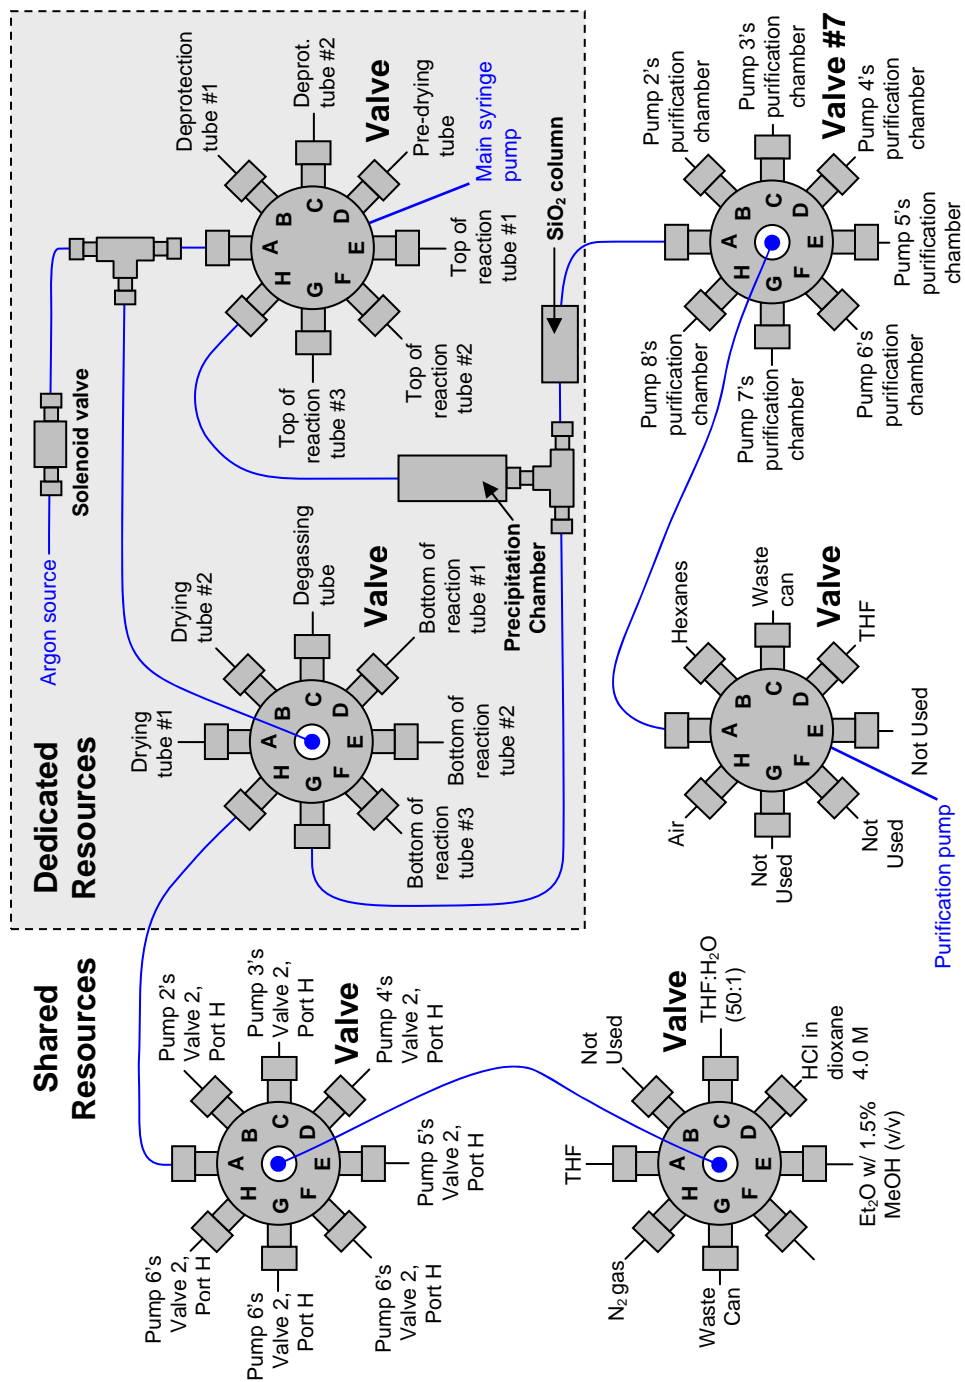 Dedicated
Resources
Argon source
Solenoid valve
Deprotection
tube #1
Deprot.
tube #2
Valve
Pre-drying
tube
Main syringe
pump
Top of
reaction
tube #1
Top of
reaction
tube #2
Top of
reaction
tube #3
A
B
C
D
E
F
G
H
SiO2 column
Precipitation
Chamber
Drying
tube #1
Drying
tube #2
Degassing
tube
Valve
Bottom of
reaction
tube #1
Bottom of
reaction
tube #2
Bottom of
reaction
tube #3
A
B
C
D
E
F
G
H
Shared
Resources
Pump 2's
Valve 2,
Port H
Pump 3's
Valve 2,
Port H
Valve
Pump 4's
Valve 2,
Port H
Pump 5's
Valve 2,
Port H
Pump 6's
Valve 2,
Port H
Pump 6's
Valve 2,
Port H
Pump 6's
Valve 2,
Port H
A
B
C
D
E
F
G
H
THF
Not
Used
Valve
THF:H2O
(50:1)
HCl in
dioxane
4.0 M
Et2O w/ 1.5%
MeOH (v/v)
Waste
Can
N2 gas
A
B
C
D
E
F
G
H
Hexanes
Waste
can
Valve
THF
Not Used
Not
Used
Not
Used
Air
Purification pump
A
B
C
D
E
F
G
H
Pump 2's
purification
chamber
Pump 3's
purification
chamber
Valve #7
Pump 4's
purification
chamber
Pump 5's
purification
chamber
Pump 6's
purification
chamber
Pump 7's
purification
chamber
Pump 8's
purification
chamber
A
B
C
D
E
F
G
H